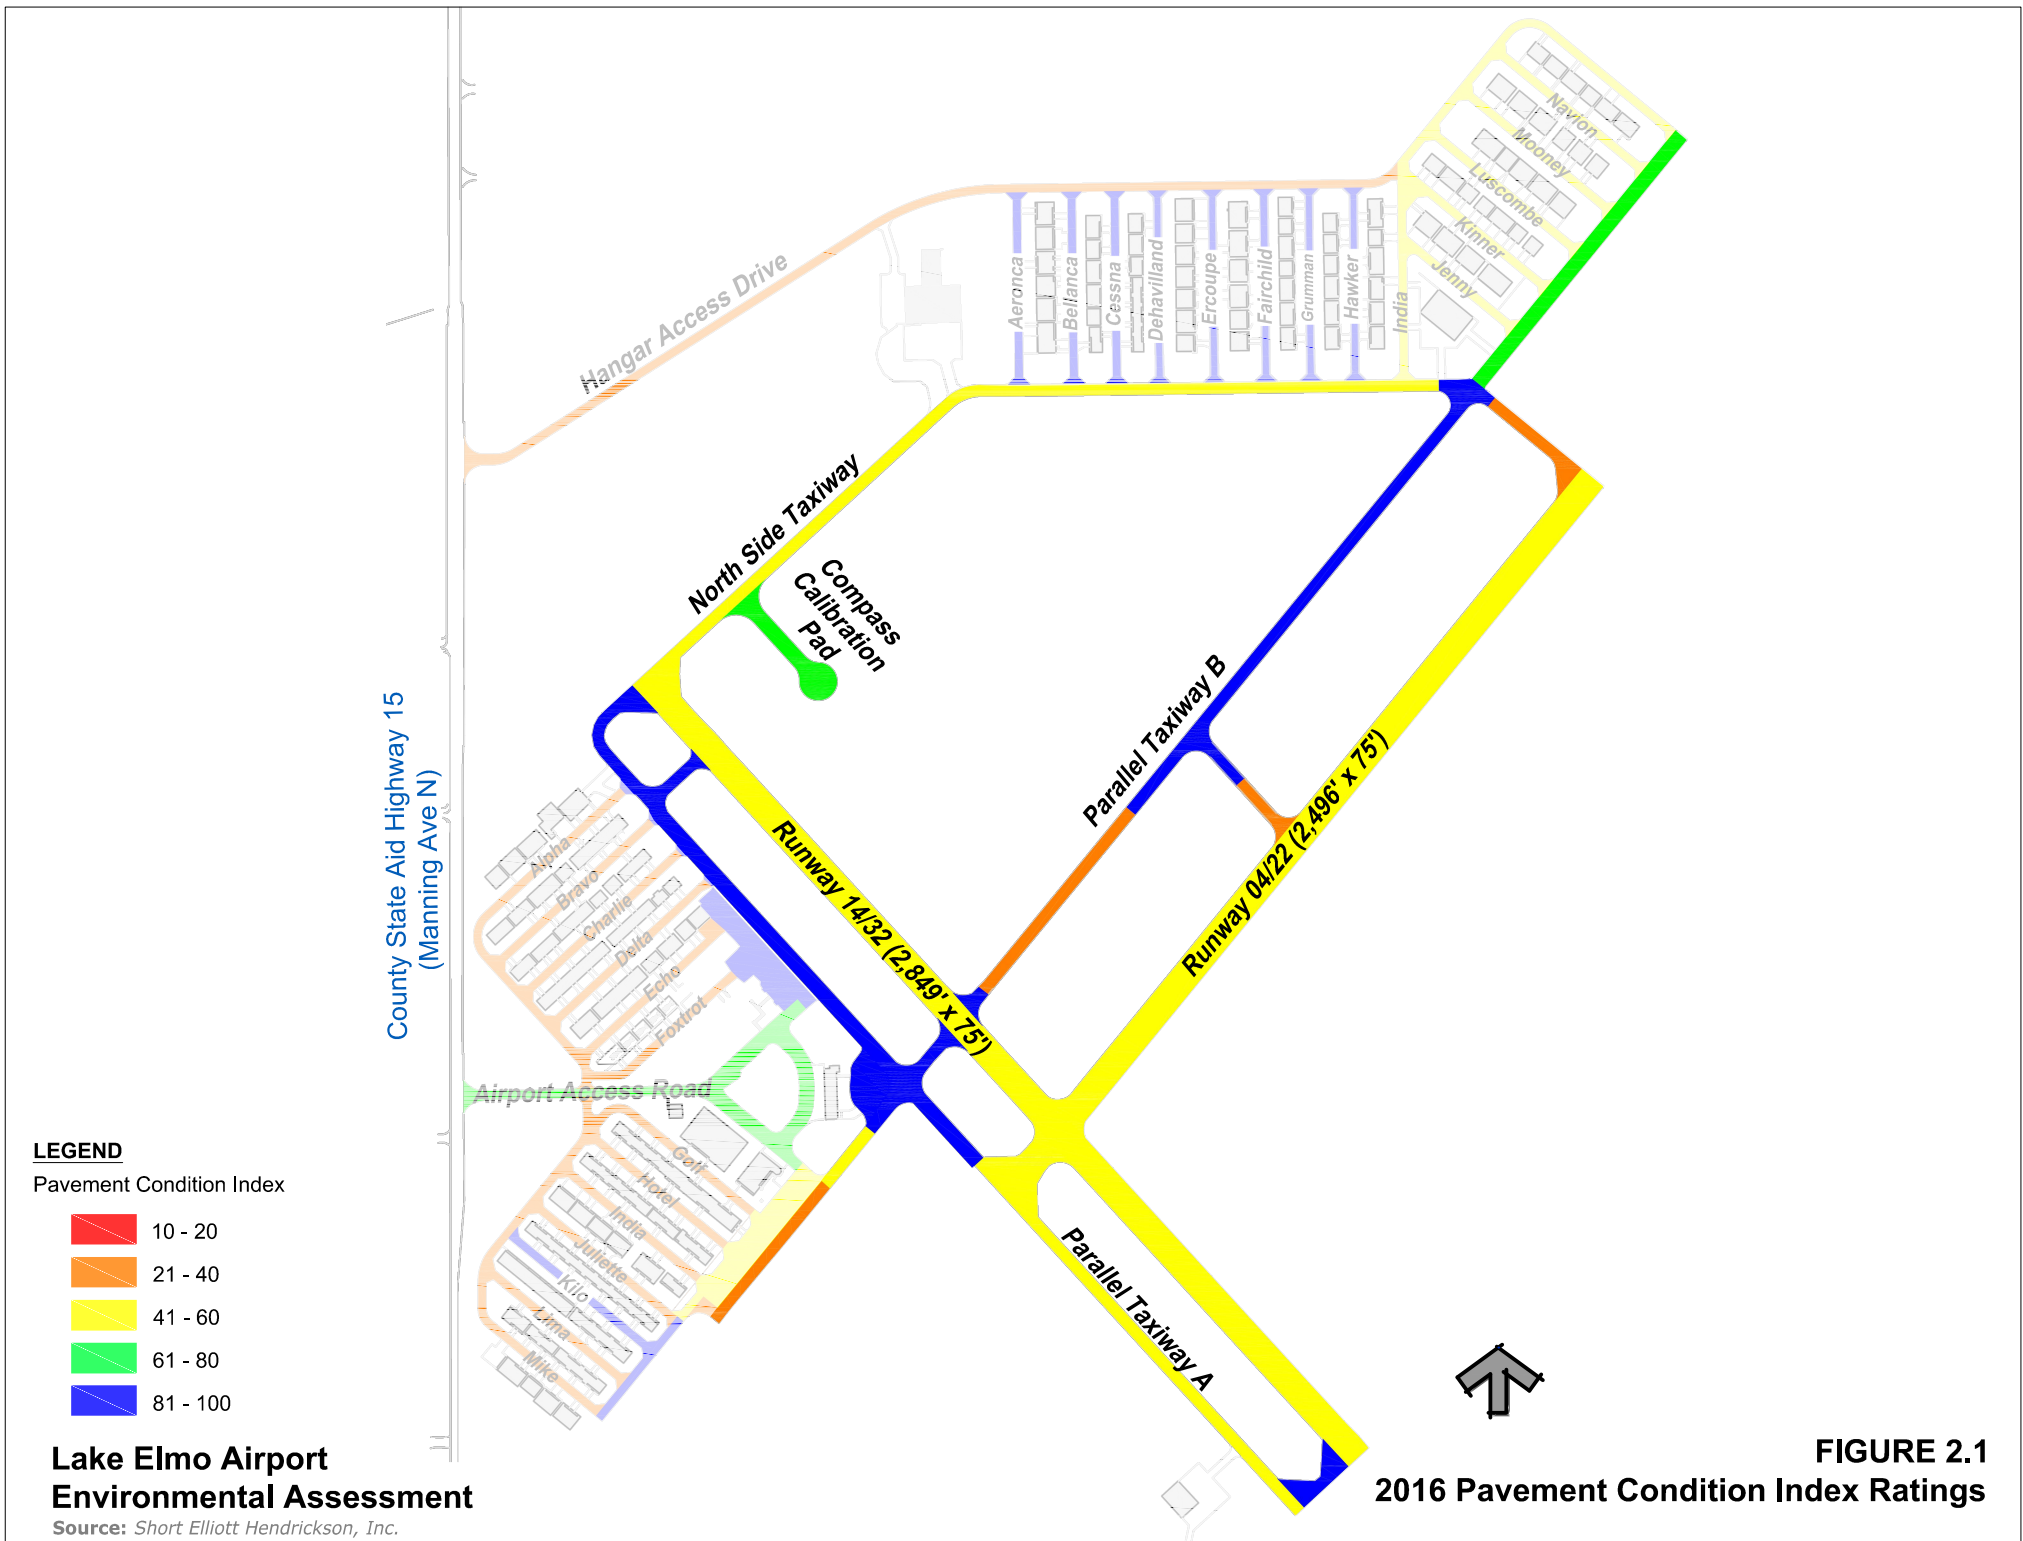 Navion
Mooney
Luscombe
Kinner
Jenny
India
Hawker
Grumman
Fairchild
Ercoupe
Dehavilland
Cessna
Bellanca
Aeronca
Hangar Access Drive
North Side Taxiway
Compass
Calibration
Pad
Parallel Taxiway B
Runway 04/22 (2,496' x 75')
Runway 14/32 (2,849' x 75')
County State Aid Highway 15
(Manning Ave N)
Alpha
Bravo
Charlie
Delta
Echo
Foxtrot
Airport Access Road
Golf
Hotel
India
Juliette
Kilo
Lima
Mike
Parallel Taxiway A
LEGEND
Pavement Condition Index
10 - 20
21 - 40
41 - 60
61 - 80
81 - 100
Lake Elmo Airport
Environmental Assessment
Source: Short Elliott Hendrickson, Inc.
FIGURE 2.1
2016 Pavement Condition Index Ratings